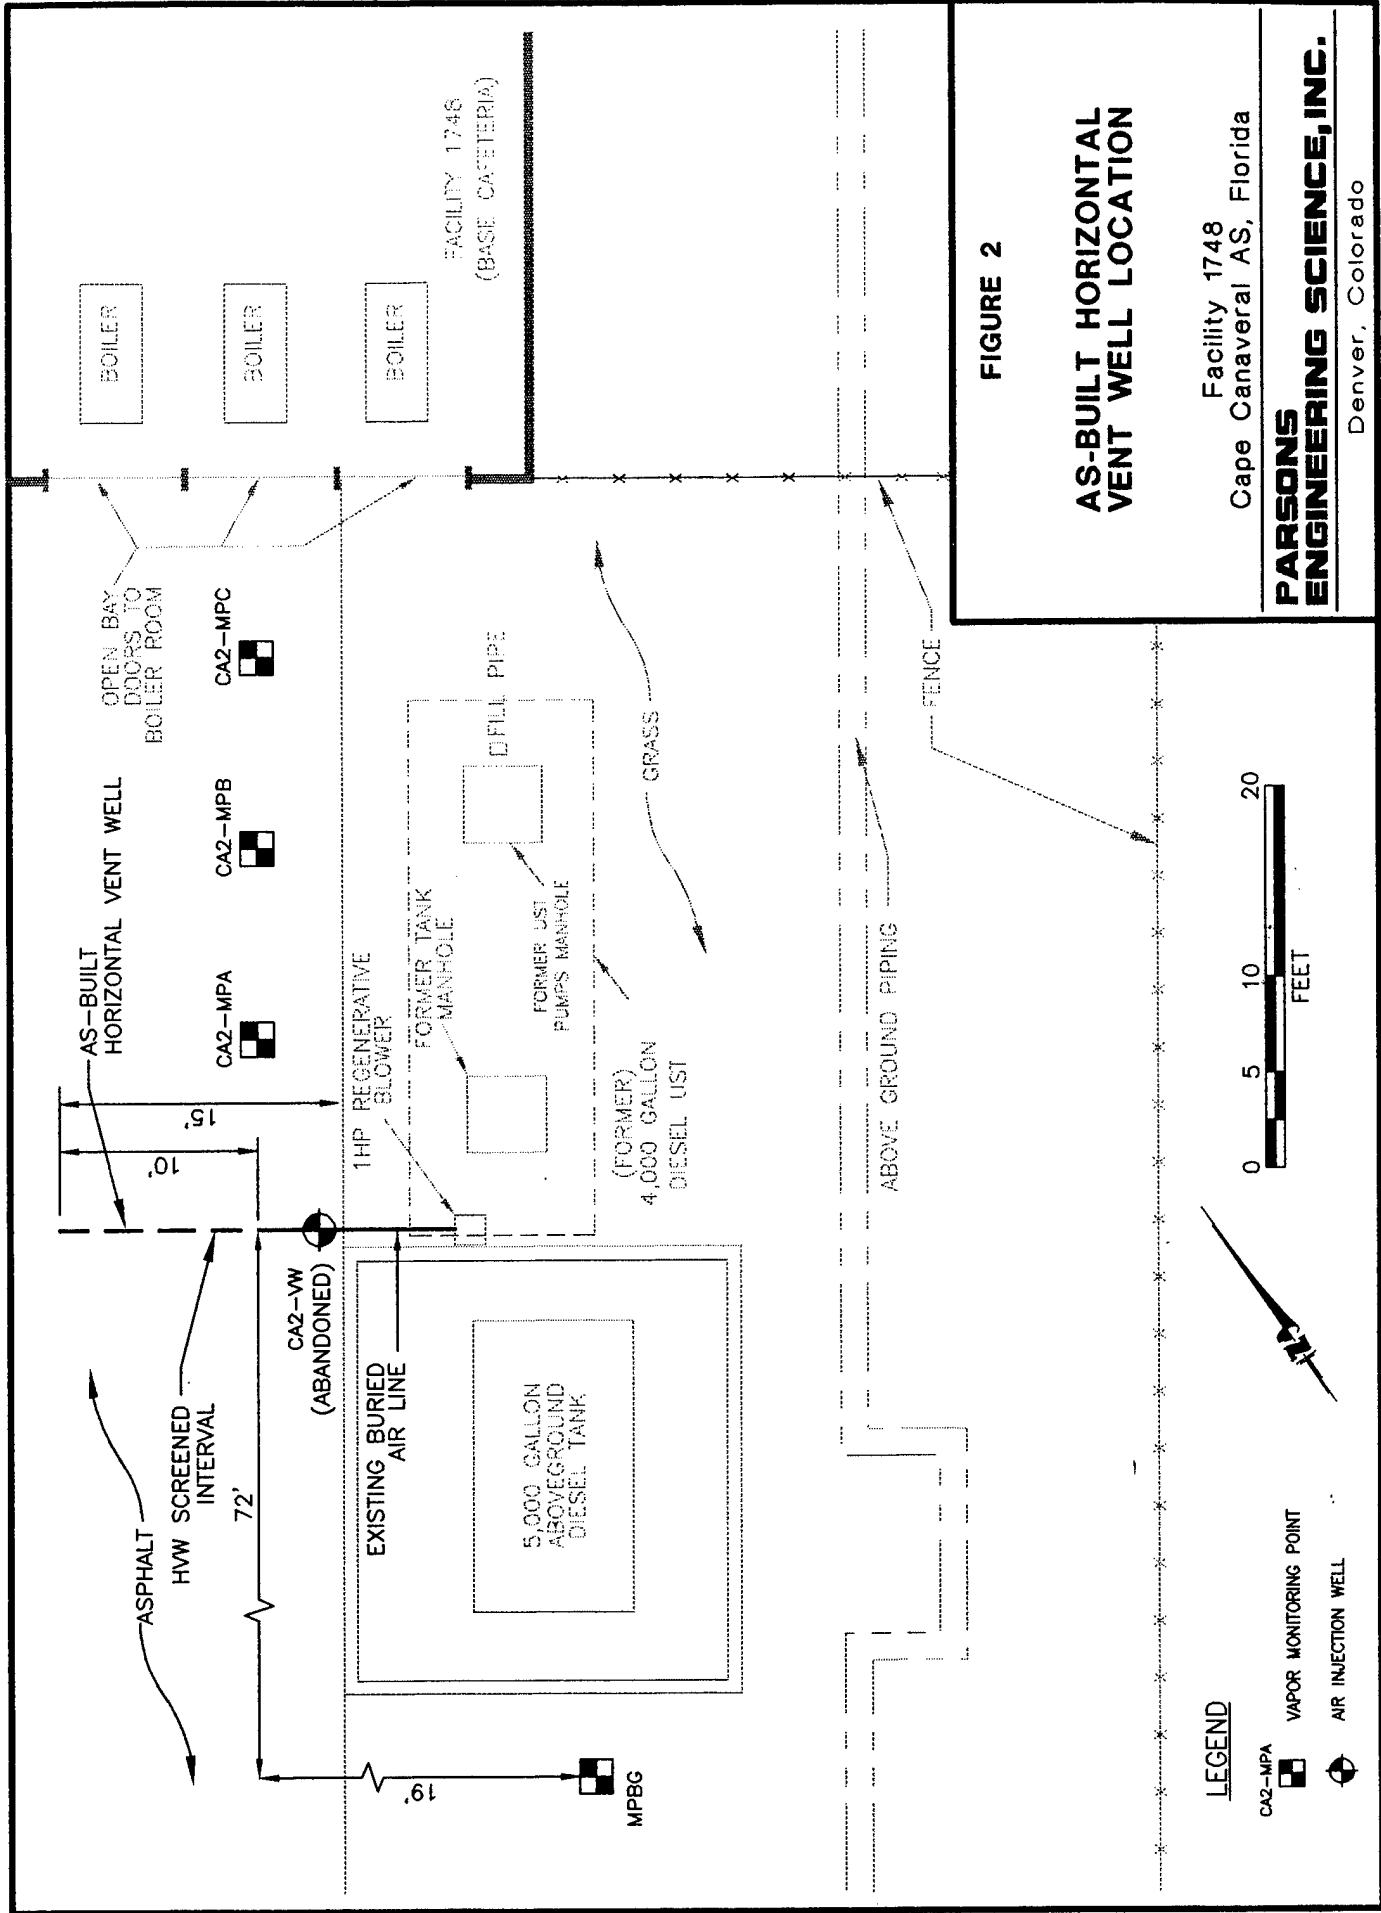 ASPHALT
HVW SCREENED
INTERVAL
72'
AS-BUILT
HORIZONTAL VENT WELL
10'
15'
CA2-MPA
CA2-MPB
CA2-MPC
OPEN BAY
DOORS TO
BOILER ROOM
BOILER
BOILER
BOILER
FACILITY 1748
(BASE CAFETERIA)
CA2-VW
(ABANDONED)
EXISTING BURIED
AIR LINE
1HP REGENERATIVE
BLOWER
FORMER TANK
MANHOLE
FORMER UST
PUMPS MANHOLE
FILL PIPE
(FORMER)
4,000 GALLON
DIESEL UST
5,000 GALLON
ABOVEGROUND
DIESEL TANK
19'
MPBG
GRASS
ABOVE GROUND PIPING
FENCE
LEGEND
CA2-MPA
VAPOR MONITORING POINT
AIR INJECTION WELL
N
0 5 10 20
FEET
FIGURE 2
AS-BUILT HORIZONTAL
VENT WELL LOCATION
Facility 1748
Cape Canaveral AS, Florida
PARSONS
ENGINEERING SCIENCE, INC.
Denver, Colorado